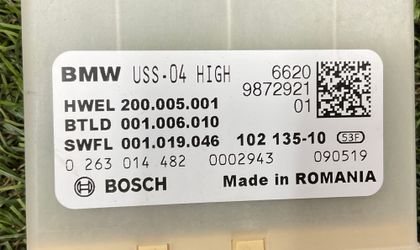 BMW USS-04 HIGH 6620
9872921
HWEL 200.005.001 01
BTLD 001.006.010
SWFL 001.019.046 102 135-10 53F
0 263 014 482 0002943 090519
BOSCH Made in ROMANIA